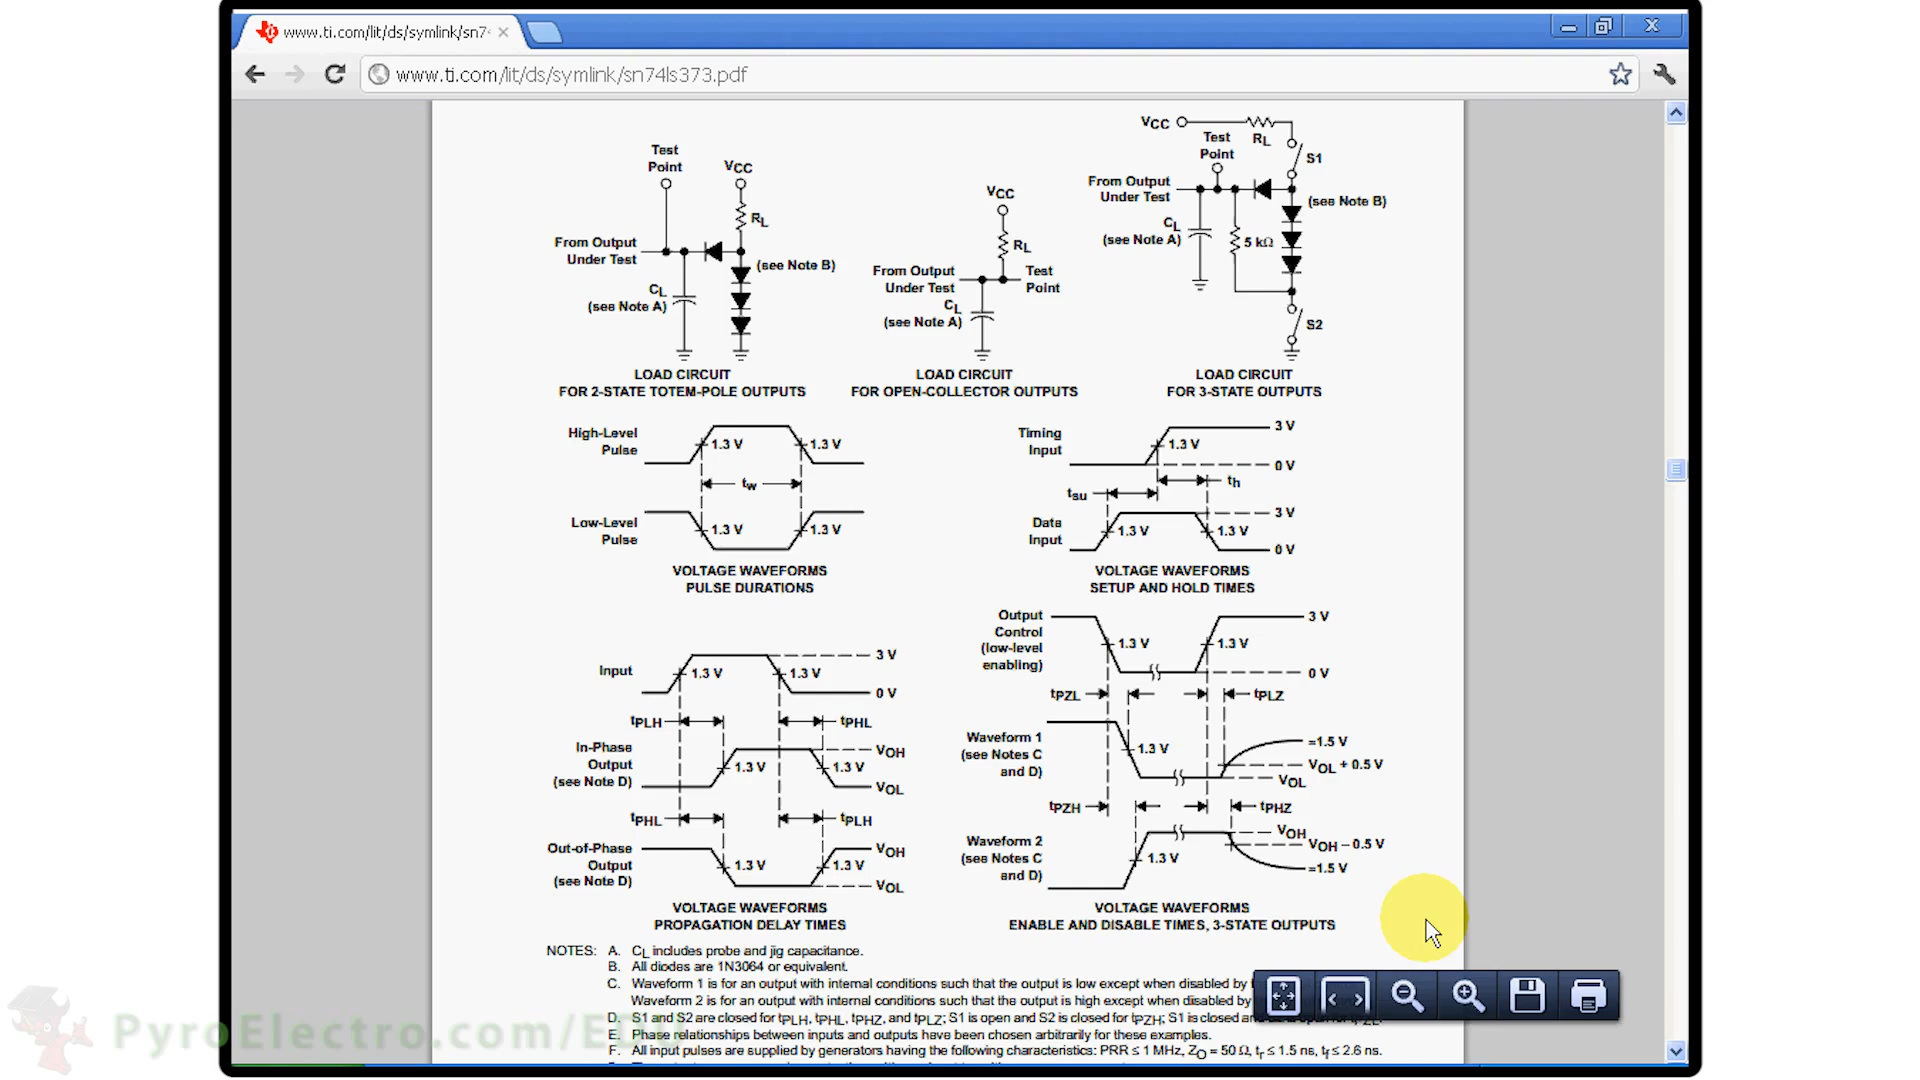 www.ti.com/lit/ds/symlink/sn74
www.ti.com/lit/ds/symlink/sn74ls373.pdf
Test
Point
VCC
RL
From Output
Under Test
(see Note B)
CL
(see Note A)
LOAD CIRCUIT
FOR 2-STATE TOTEM-POLE OUTPUTS
VCC
RL
From Output
Under Test
Test
Point
CL
(see Note A)
LOAD CIRCUIT
FOR OPEN-COLLECTOR OUTPUTS
VCC
RL
Test
Point
S1
From Output
Under Test
(see Note B)
CL
(see Note A)
5 kΩ
S2
LOAD CIRCUIT
FOR 3-STATE OUTPUTS
High-Level
Pulse
1.3 V
1.3 V
tw
Low-Level
Pulse
1.3 V
1.3 V
VOLTAGE WAVEFORMS
PULSE DURATIONS
Timing
Input
1.3 V
3 V
0 V
th
tsu
Data
Input
1.3 V
1.3 V
3 V
0 V
VOLTAGE WAVEFORMS
SETUP AND HOLD TIMES
Input
1.3 V
1.3 V
3 V
0 V
tPLH
tPHL
In-Phase
Output
(see Note D)
1.3 V
1.3 V
VOH
VOL
tPHL
tPLH
Out-of-Phase
Output
(see Note D)
1.3 V
1.3 V
VOH
VOL
VOLTAGE WAVEFORMS
PROPAGATION DELAY TIMES
Output
Control
(low-level
enabling)
1.3 V
1.3 V
3 V
0 V
tPZL
tPLZ
Waveform 1
(see Notes C
and D)
1.3 V
≈1.5 V
VOL + 0.5 V
VOL
tPZH
tPHZ
Waveform 2
(see Notes C
and D)
1.3 V
VOH
VOH – 0.5 V
≈1.5 V
VOLTAGE WAVEFORMS
ENABLE AND DISABLE TIMES, 3-STATE OUTPUTS
NOTES: A. CL includes probe and jig capacitance.
B. All diodes are 1N3064 or equivalent.
C. Waveform 1 is for an output with internal conditions such that the output is low except when disabled by
Waveform 2 is for an output with internal conditions such that the output is high except when disabled by
D. S1 and S2 are closed for tPLH, tPHL, tPHZ, and tPLZ; S1 is open and S2 is closed for tPZH; S1 is closed and
E. Phase relationships between inputs and outputs have been chosen arbitrarily for these examples.
F. All input pulses are supplied by generators having the following characteristics: PRR ≤ 1 MHz, ZO = 50 Ω, tr ≤ 1.5 ns, tf ≤ 2.6 ns.
PyroElectro.com/EDU